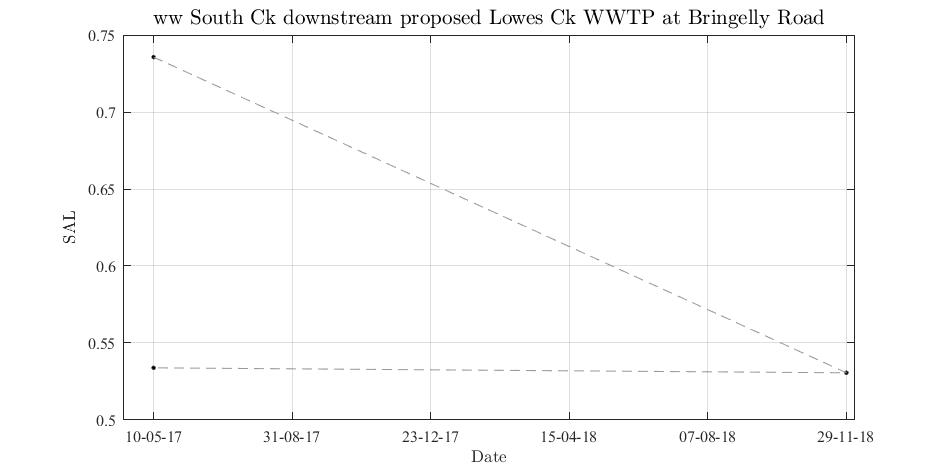 ww South Ck downstream proposed Lowes Ck WWTP at Bringelly Road
0.75
0.7
0.65
0.6
0.55
0.5
SAL
10-05-17 31-08-17 23-12-17 15-04-18 07-08-18 29-11-18
Date